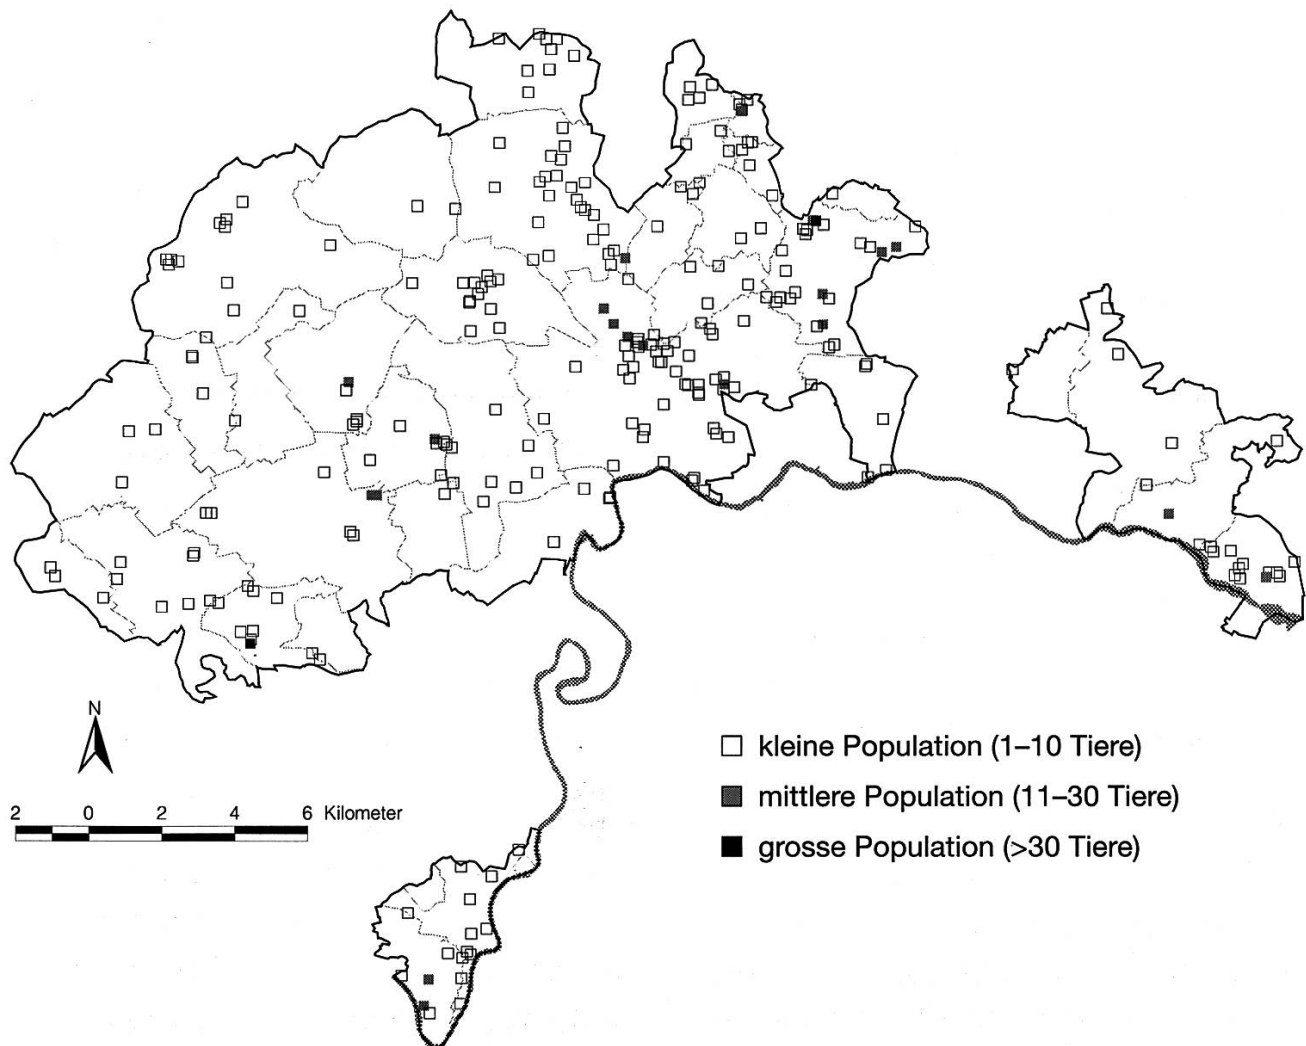 N
2 0 2 4 6 Kilometer
kleine Population (1–10 Tiere)
mittlere Population (11–30 Tiere)
grosse Population (>30 Tiere)